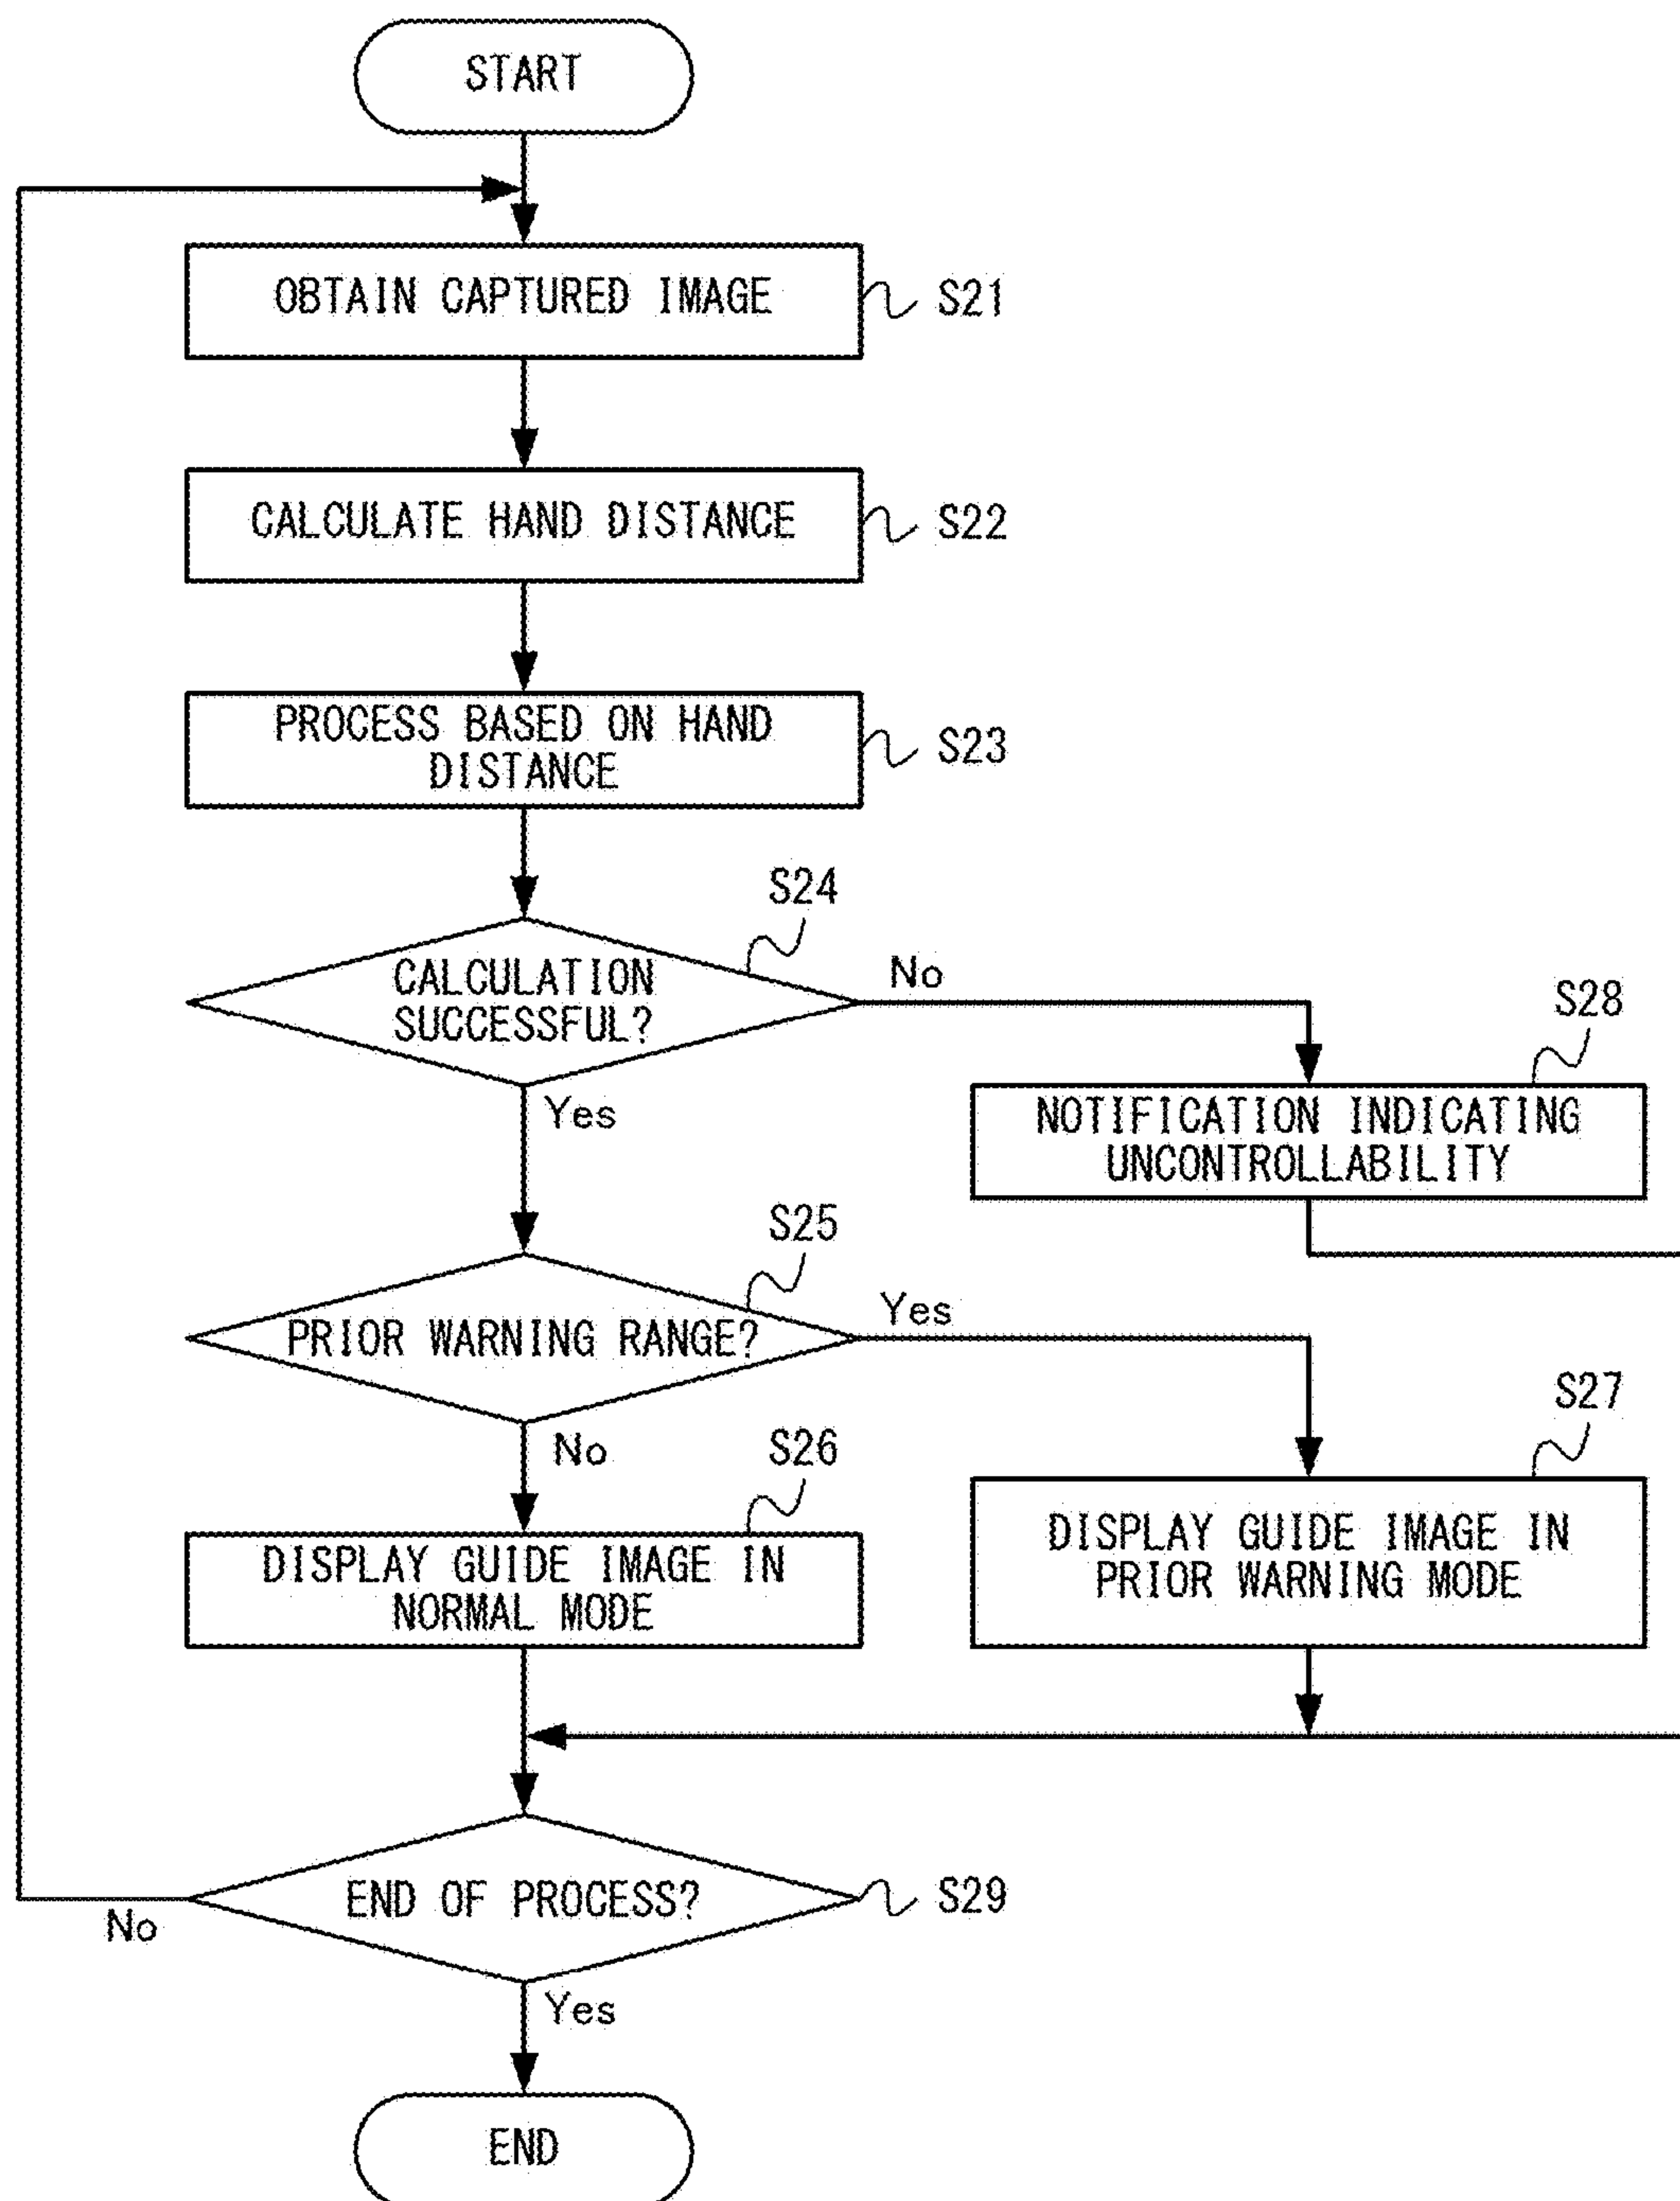 START
OBTAIN CAPTURED IMAGE
S21
CALCULATE HAND DISTANCE
S22
PROCESS BASED ON HAND
DISTANCE
S23
S24
CALCULATION
SUCCESSFUL?
No
Yes
S28
NOTIFICATION INDICATING
UNCONTROLLABILITY
S25
PRIOR WARNING RANGE?
Yes
No
S27
DISPLAY GUIDE IMAGE IN
PRIOR WARNING MODE
S26
DISPLAY GUIDE IMAGE IN
NORMAL MODE
END OF PROCESS?
S29
No
Yes
END